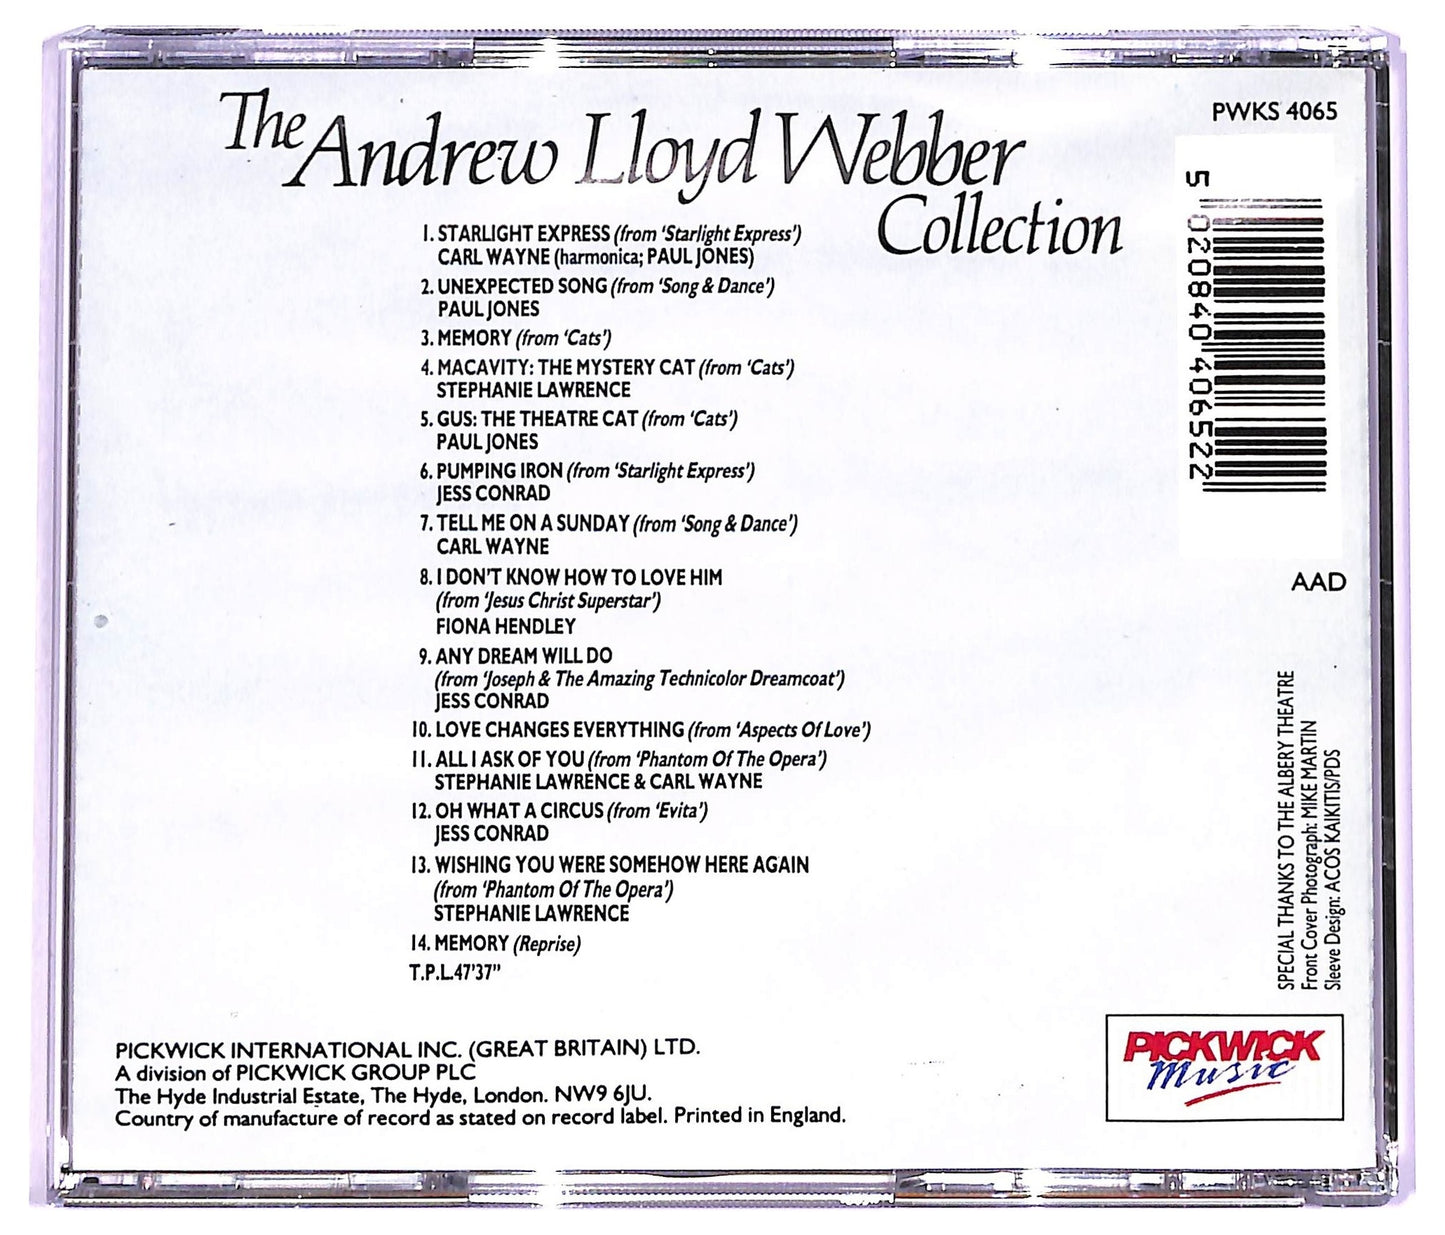 The Andrew Lloyd Webber
Collection
PWKS 4065
5 020840 406522
AAD
1. STARLIGHT EXPRESS (from 'Starlight Express')
CARL WAYNE (harmonica; PAUL JONES)
2. UNEXPECTED SONG (from 'Song & Dance')
PAUL JONES
3. MEMORY (from 'Cats')
4. MACAVITY: THE MYSTERY CAT (from 'Cats')
STEPHANIE LAWRENCE
5. GUS: THE THEATRE CAT (from 'Cats')
PAUL JONES
6. PUMPING IRON (from 'Starlight Express')
JESS CONRAD
7. TELL ME ON A SUNDAY (from 'Song & Dance')
CARL WAYNE
8. I DON'T KNOW HOW TO LOVE HIM
(from 'Jesus Christ Superstar')
FIONA HENDLEY
9. ANY DREAM WILL DO
(from 'Joseph & The Amazing Technicolor Dreamcoat')
JESS CONRAD
10. LOVE CHANGES EVERYTHING (from 'Aspects Of Love')
11. ALL I ASK OF YOU (from 'Phantom Of The Opera')
STEPHANIE LAWRENCE & CARL WAYNE
12. OH WHAT A CIRCUS (from 'Evita')
JESS CONRAD
13. WISHING YOU WERE SOMEHOW HERE AGAIN
(from 'Phantom Of The Opera')
STEPHANIE LAWRENCE
14. MEMORY (Reprise)
T.P.L.47'37"
SPECIAL THANKS TO THE ALBERY THEATRE
Front Cover Photograph: MIKE MARTIN
Sleeve Design: ACOS KAIKITIS/PDS
PICKWICK INTERNATIONAL INC. (GREAT BRITAIN) LTD.
A division of PICKWICK GROUP PLC
The Hyde Industrial Estate, The Hyde, London. NW9 6JU.
Country of manufacture of record as stated on record label. Printed in England.
PICKWICK
Music